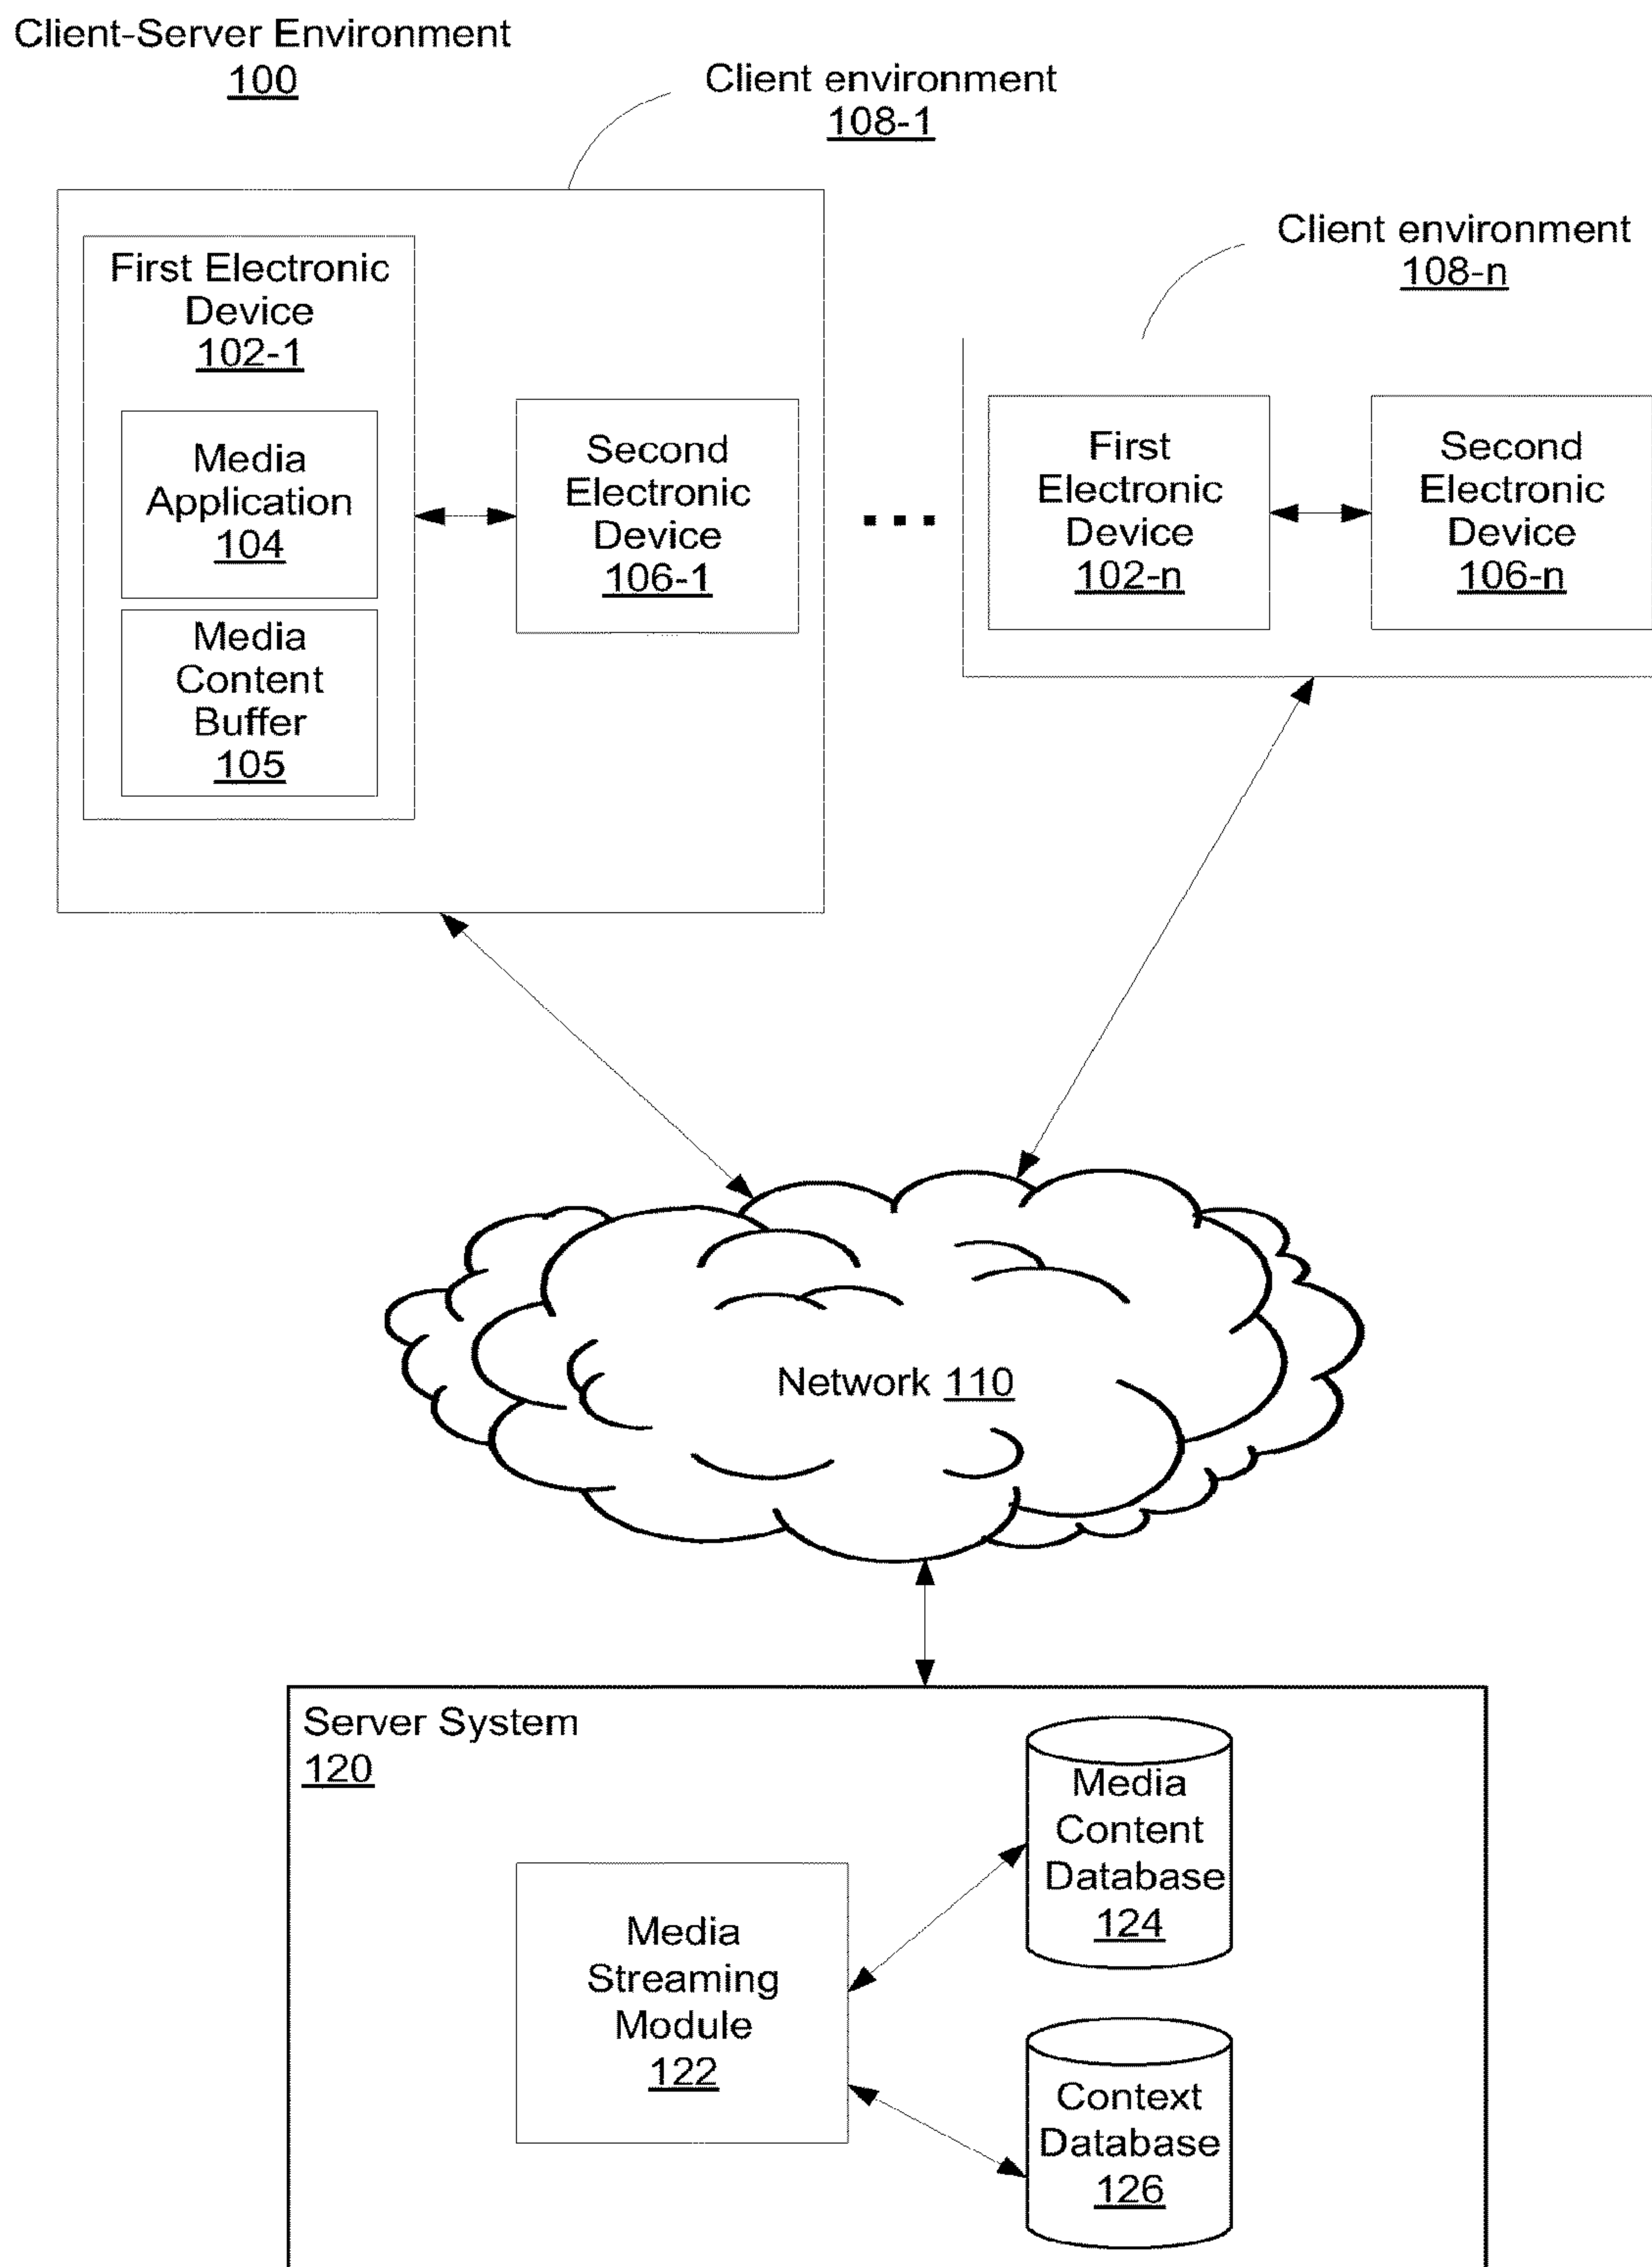 Client-Server Environment
100
Client environment
108-1
Client environment
108-n
First Electronic
Device
102-1
Media
Application
104
Media
Content
Buffer
105
Second
Electronic
Device
106-1
...
First
Electronic
Device
102-n
Second
Electronic
Device
106-n
Network 110
Server System
120
Media
Streaming
Module
122
Media
Content
Database
124
Context
Database
126